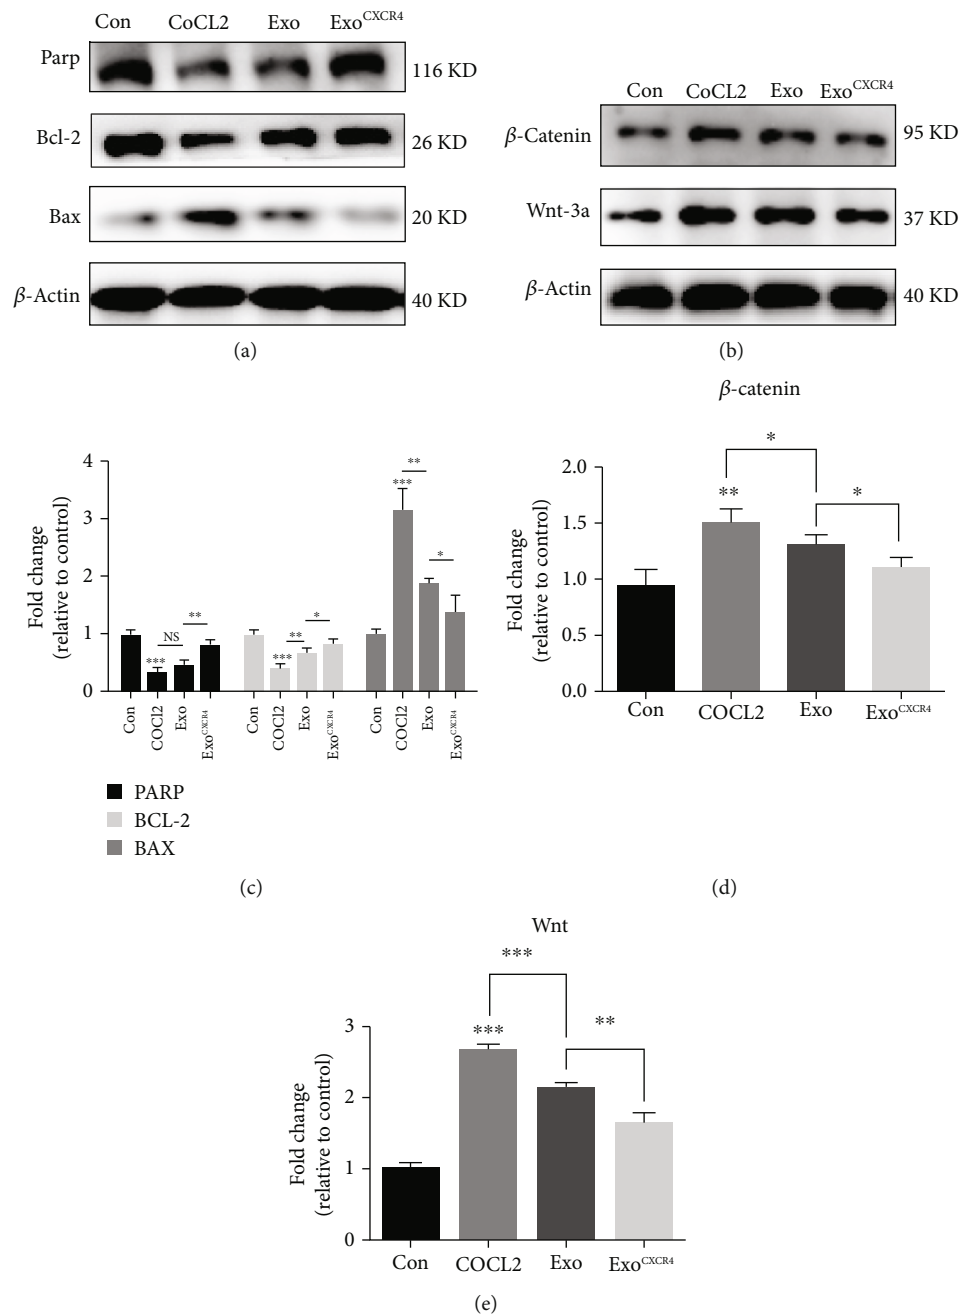 Con CoCL2 Exo Exo^CXCR4
Parp 116 KD
Bcl-2 26 KD
Bax 20 KD
β-Actin 40 KD
(a)
Con CoCL2 Exo Exo^CXCR4
β-Catenin 95 KD
Wnt-3a 37 KD
β-Actin 40 KD
(b)
Fold change
(relative to control)
4
3
2
1
0
*** NS **
*** ** *
*** ** *
Con COCl2 Exo Exo^CXCR4 Con COCl2 Exo Exo^CXCR4 Con COCl2 Exo Exo^CXCR4
PARP
BCL-2
BAX
(c)
β-catenin
Fold change
(relative to control)
2.0
1.5
1.0
0.5
0.0
** * *
Con COCL2 Exo Exo^CXCR4
(d)
Wnt
Fold change
(relative to control)
3
2
1
0
*** *** **
Con COCL2 Exo Exo^CXCR4
(e)